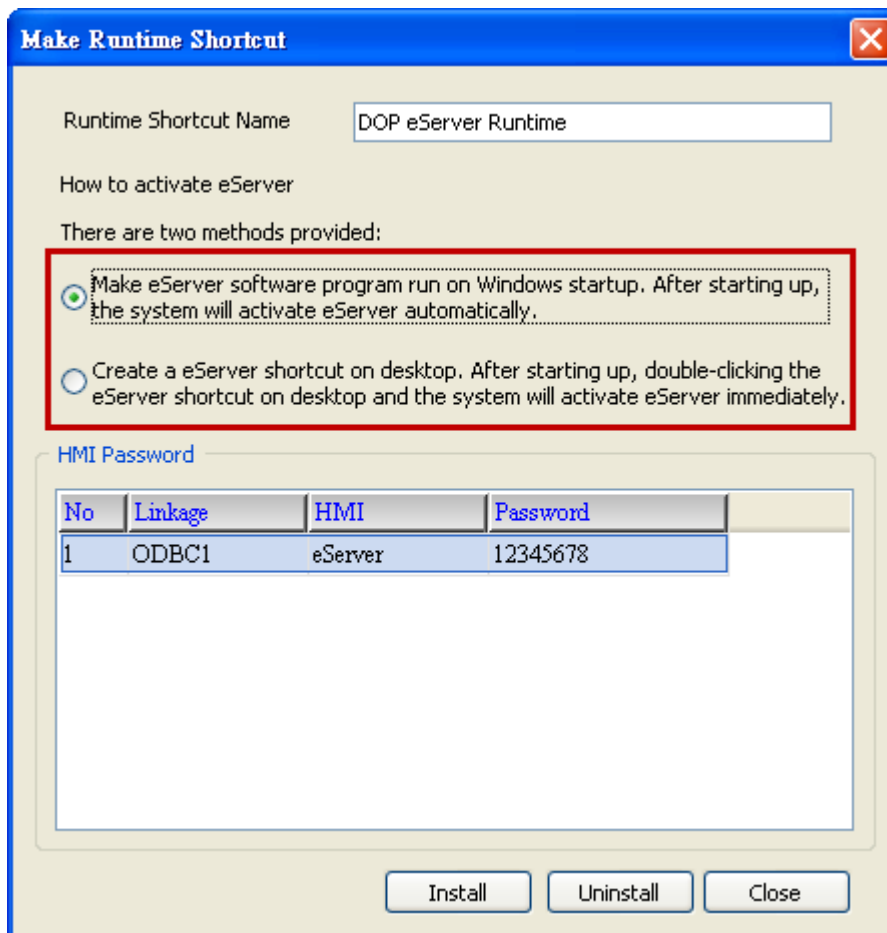 Make Runtime Shortcut
Runtime Shortcut Name DOP eServer Runtime
How to activate eServer
There are two methods provided:
Make eServer software program run on Windows startup. After starting up,
the system will activate eServer automatically.
Create a eServer shortcut on desktop. After starting up, double-clicking the
eServer shortcut on desktop and the system will activate eServer immediately.
HMI Password
No Linkage HMI Password
1 ODBC1 eServer 12345678
Install Uninstall Close